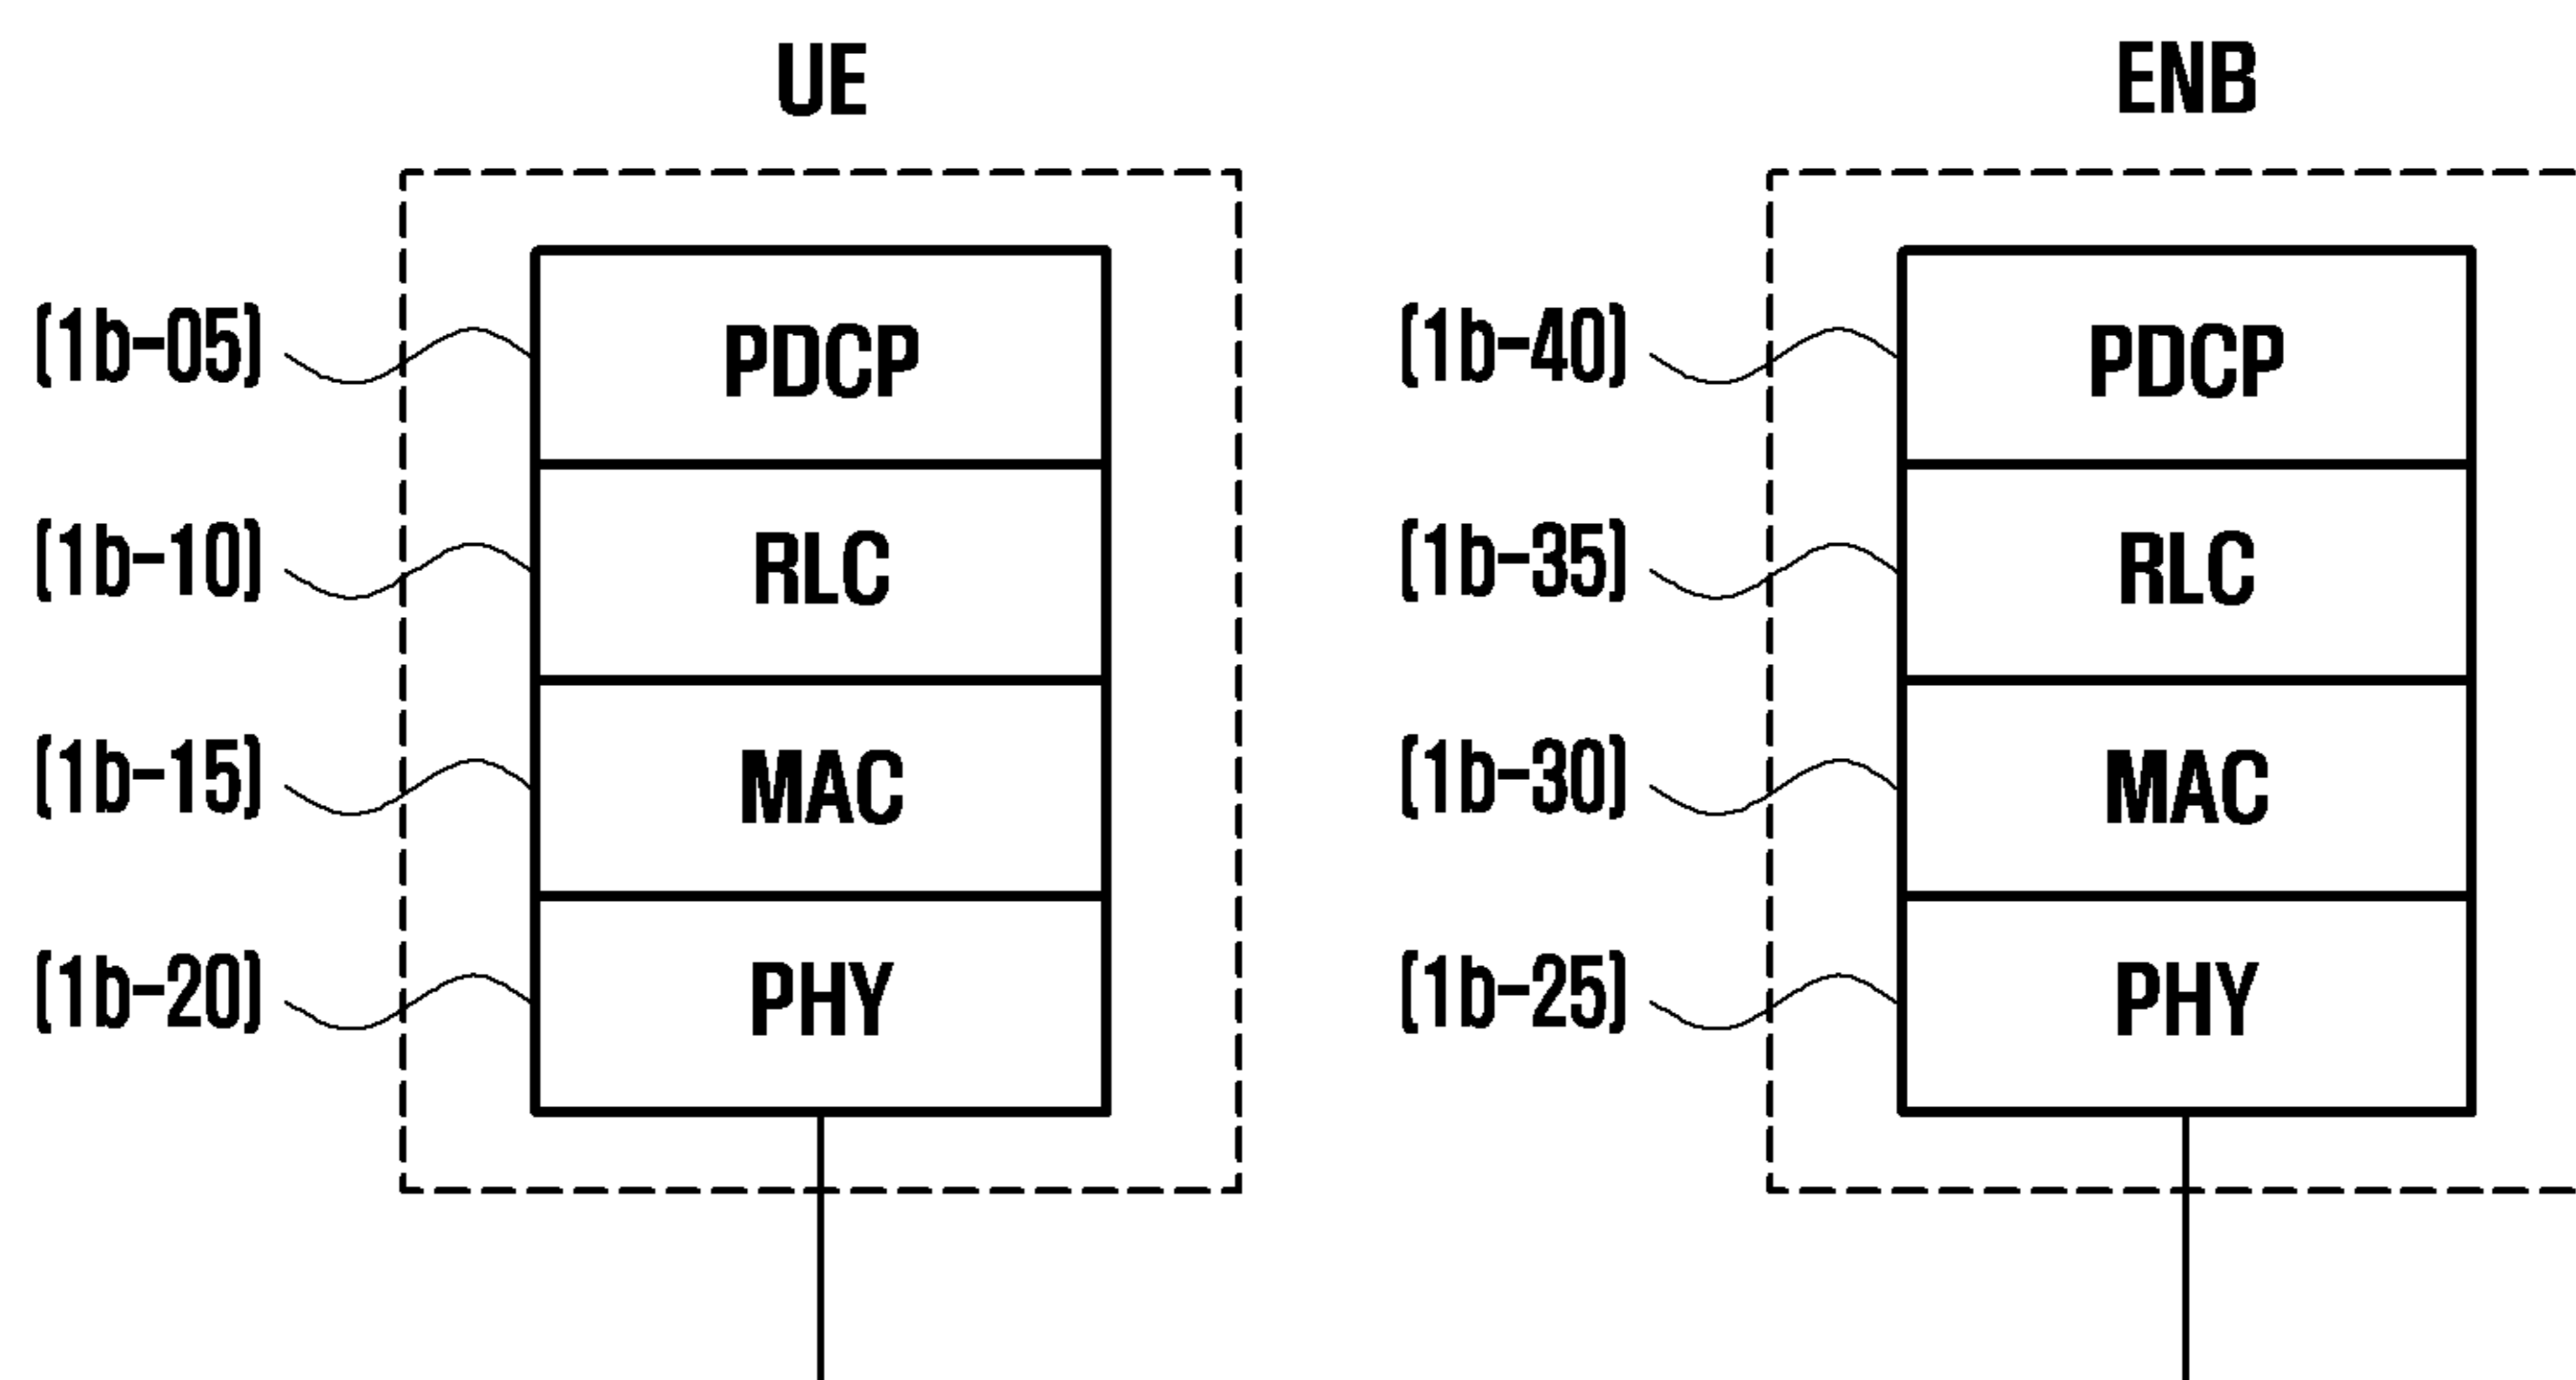 UE
ENB
[1b-05]
PDCP
[1b-40]
PDCP
[1b-10]
RLC
[1b-35]
RLC
[1b-15]
MAC
[1b-30]
MAC
[1b-20]
PHY
[1b-25]
PHY